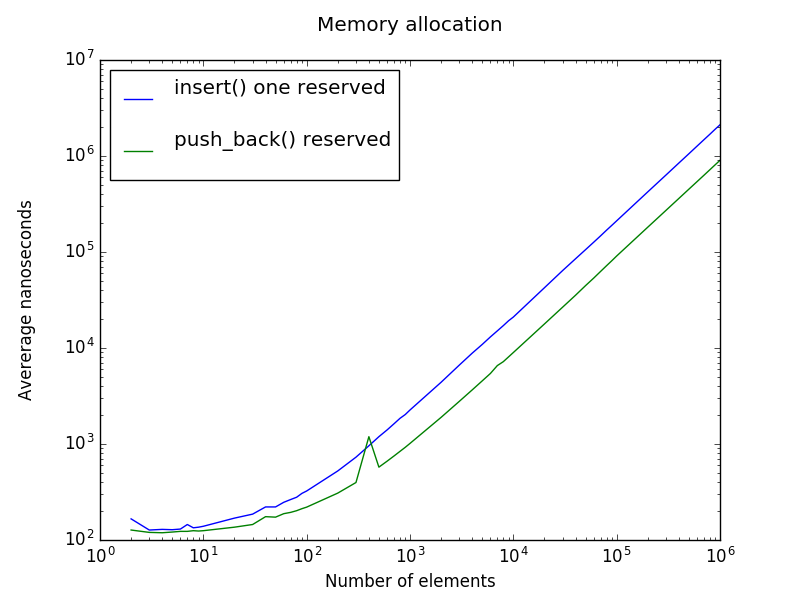 Memory allocation
10^7
10^6
10^5
10^4
10^3
10^2
insert() one reserved
push_back() reserved
Avererage nanoseconds
10^0 10^1 10^2 10^3 10^4 10^5 10^6
Number of elements